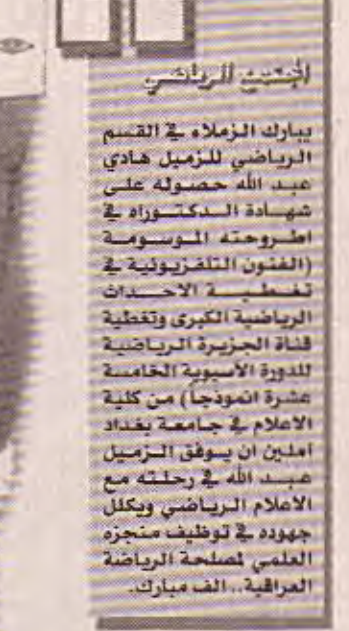 المجتمع الرياضي
يبارك الزملاء في القسم
الرياضي للزميل هادي
عبد الله حصوله على
شهادة الدكتوراه في
اطروحته الموسومة
(الفنون التلفزيونية في
تغطية الاحداث
الرياضية الكبرى وتغطية
قناة الجزيرة الرياضية
للدورة الآسيوية الخامسة
عشرة انموذجاً) من كلية
الاعلام في جامعة بغداد
آملين ان يوفق الزميل
عبد الله في رحلته مع
الاعلام الرياضي ويكلل
جهوده في توظيف منجزه
العلمي لمصلحة الرياضة
العراقية.. الف مبارك.